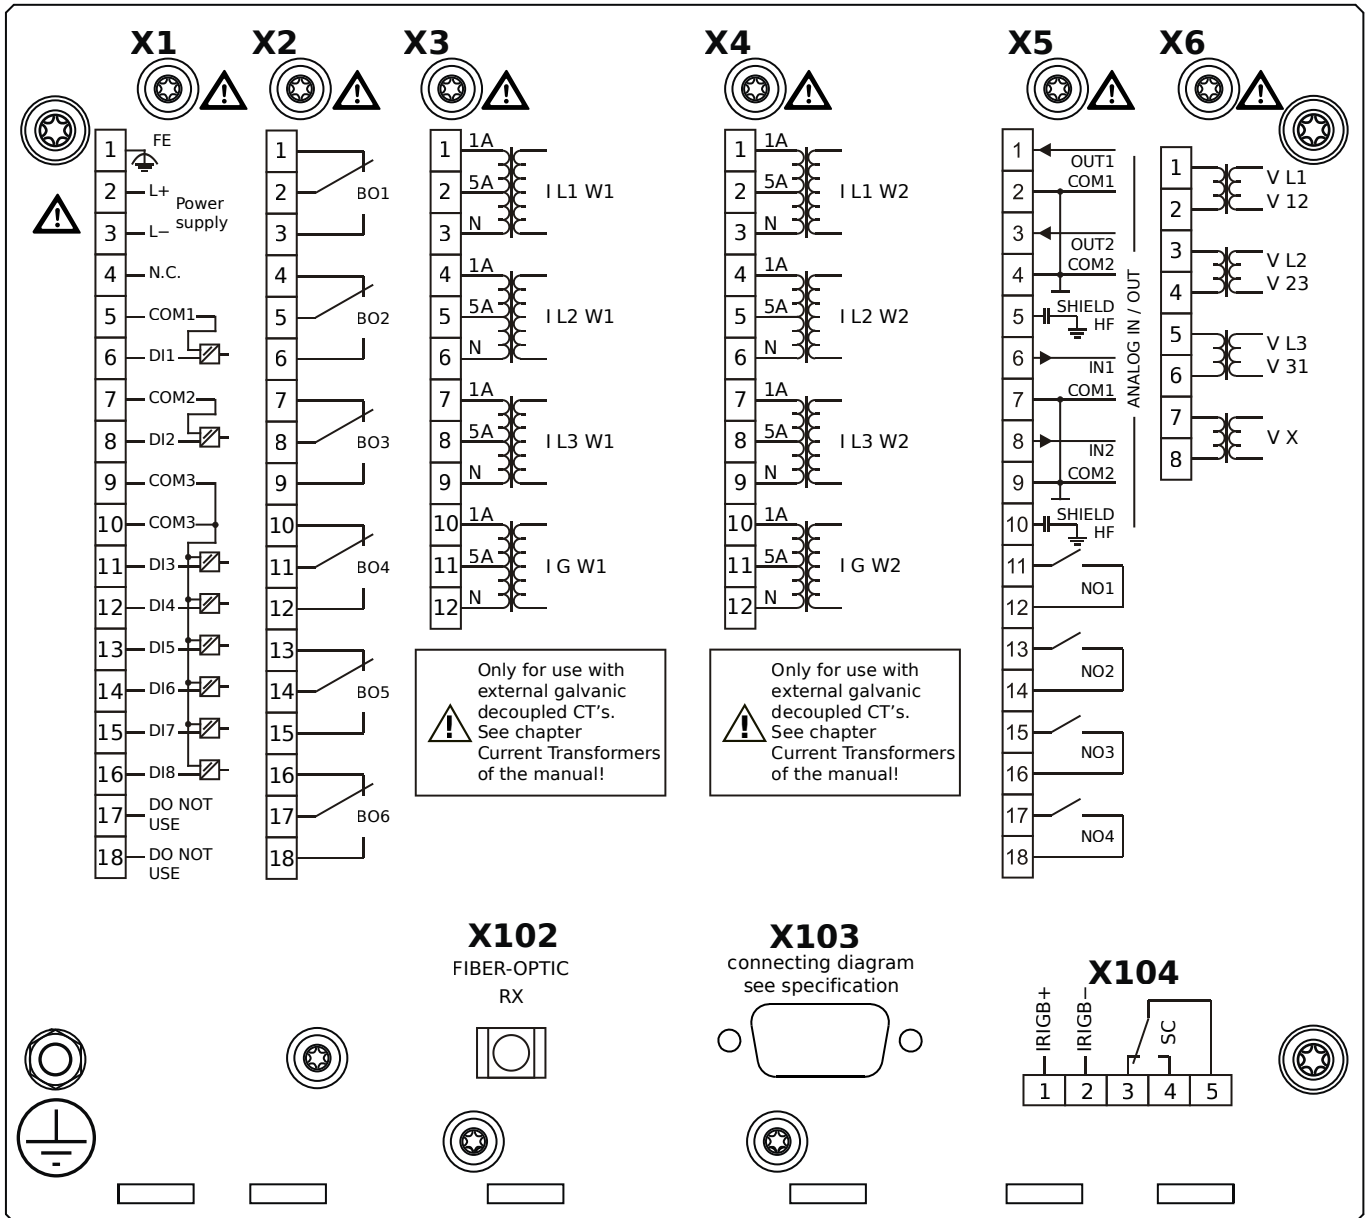 X1
X2
X3
X4
X5
X6
1 FE
2 L+
Power
supply
3 L−
4 N.C.
5 COM1
6 DI1
7 COM2
8 DI2
9 COM3
10 COM3
11 DI3
12 DI4
13 DI5
14 DI6
15 DI7
16 DI8
17 DO NOT
USE
18 DO NOT
USE
1
2 BO1
3
4
5 BO2
6
7
8 BO3
9
10
11 BO4
12
13
14 BO5
15
16
17 BO6
18
1 1A
2 5A I L1 W1
3 N
4 1A
5 5A I L2 W1
6 N
7 1A
8 5A I L3 W1
9 N
10 1A
11 5A I G W1
12 N
Only for use with
external galvanic
decoupled CT's.
See chapter
Current Transformers
of the manual!
1 1A
2 5A I L1 W2
3 N
4 1A
5 5A I L2 W2
6 N
7 1A
8 5A I L3 W2
9 N
10 1A
11 5A I G W2
12 N
Only for use with
external galvanic
decoupled CT's.
See chapter
Current Transformers
of the manual!
1 OUT1
2 COM1
3 OUT2
4 COM2
5 SHIELD
HF
6 IN1
7 COM1
8 IN2
9 COM2
10 SHIELD
HF
ANALOG IN / OUT
11
NO1
12
13
NO2
14
15
NO3
16
17
NO4
18
1 V L1
2 V 12
3 V L2
4 V 23
5 V L3
6 V 31
7
V X
8
X102
FIBER-OPTIC
RX
X103
connecting diagram
see specification
X104
IRIGB+
IRIGB−
SC
1 2 3 4 5